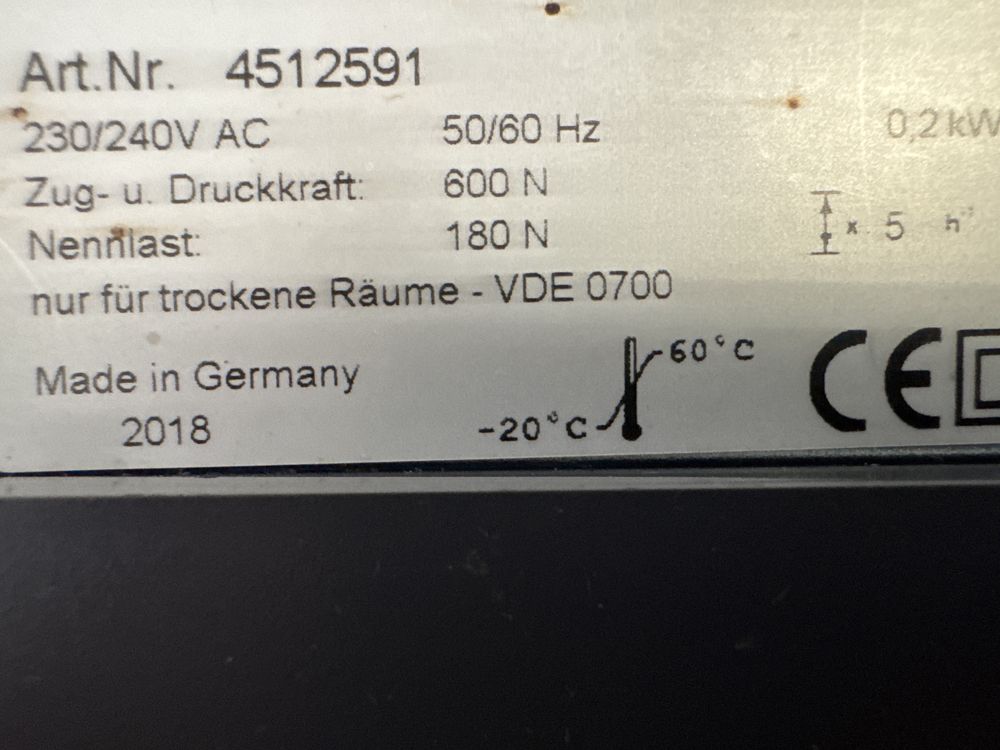 Art.Nr. 4512591
230/240V AC 50/60 Hz 0,2 kW
Zug- u. Druckkraft: 600 N
Nennlast: 180 N x 5 h⁻¹
nur für trockene Räume - VDE 0700
60°C
Made in Germany CE
2018 -20°C